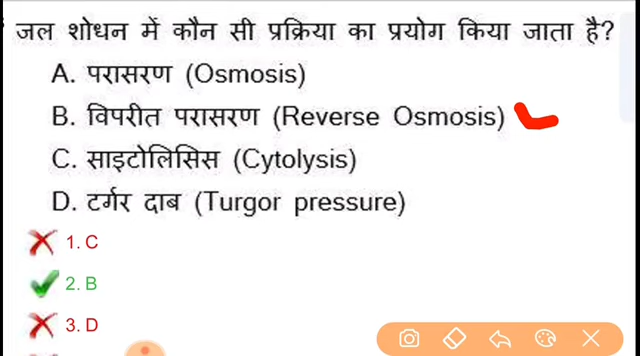 जल शोधन में कौन सी प्रक्रिया का प्रयोग किया जाता है?
A. परासरण (Osmosis)
B. विपरीत परासरण (Reverse Osmosis)
C. साइटोलिसिस (Cytolysis)
D. टर्गर दाब (Turgor pressure)
1. C
2. B
3. D